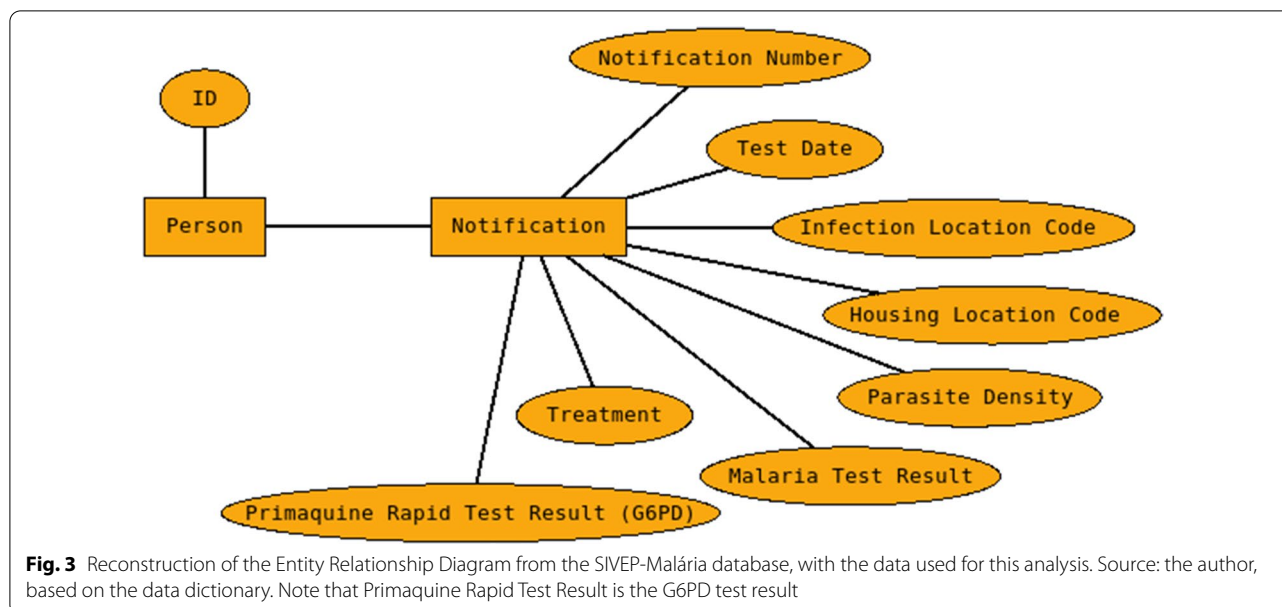 Notification Number
ID
Test Date
Person
Notification
Infection Location Code
Housing Location Code
Parasite Density
Treatment
Malaria Test Result
Primaquine Rapid Test Result (G6PD)
Fig. 3 Reconstruction of the Entity Relationship Diagram from the SIVEP-Malária database, with the data used for this analysis. Source: the author,
based on the data dictionary. Note that Primaquine Rapid Test Result is the G6PD test result